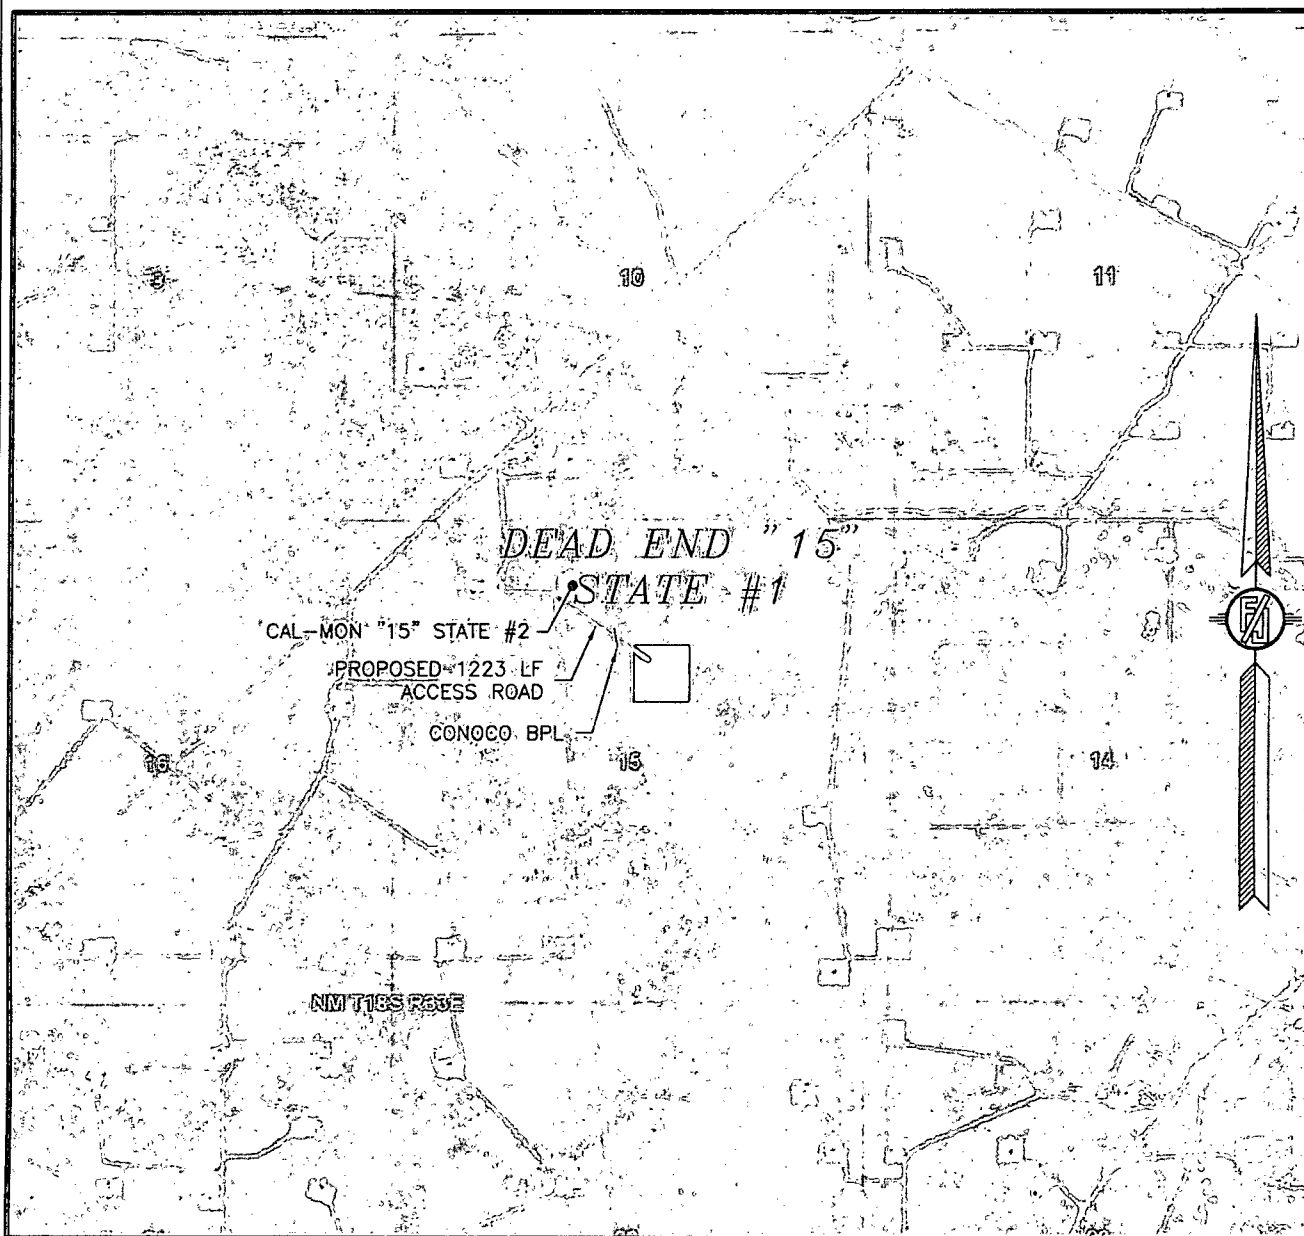 10
11
DEAD END "15"
STATE #1
CAL-MON "15" STATE #2
PROPOSED 1223 LF
ACCESS ROAD
CONOCO BPL
16
15
14
NM T18S R33E